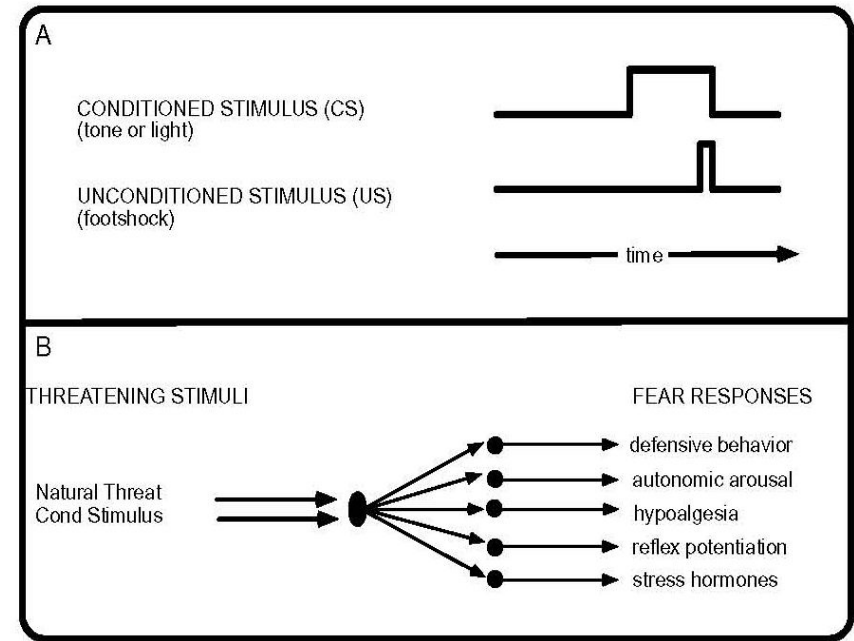 A
CONDITIONED STIMULUS (CS)
(tone or light)
UNCONDITIONED STIMULUS (US)
(footshock)
time
B
THREATENING STIMULI
FEAR RESPONSES
Natural Threat
Cond Stimulus
defensive behavior
autonomic arousal
hypoalgesia
reflex potentiation
stress hormones